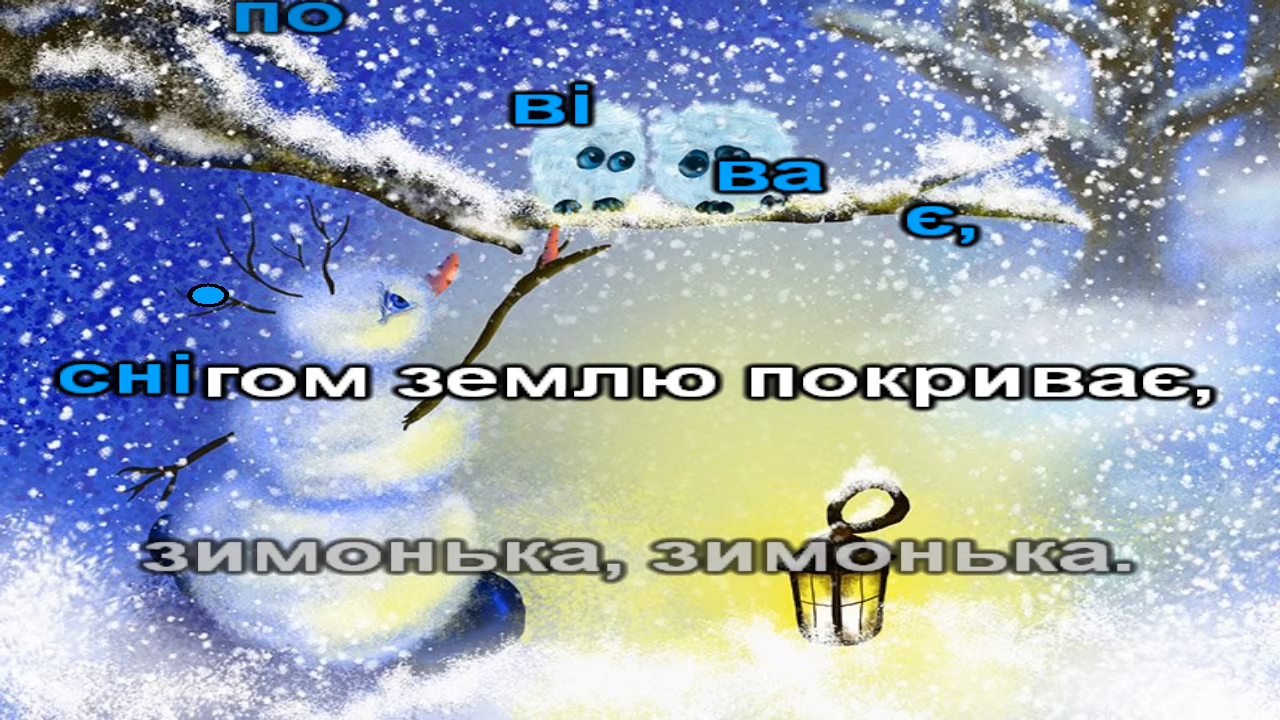 по
ві
ва
є,
снігом землю покриває,
зимонька, зимонька.